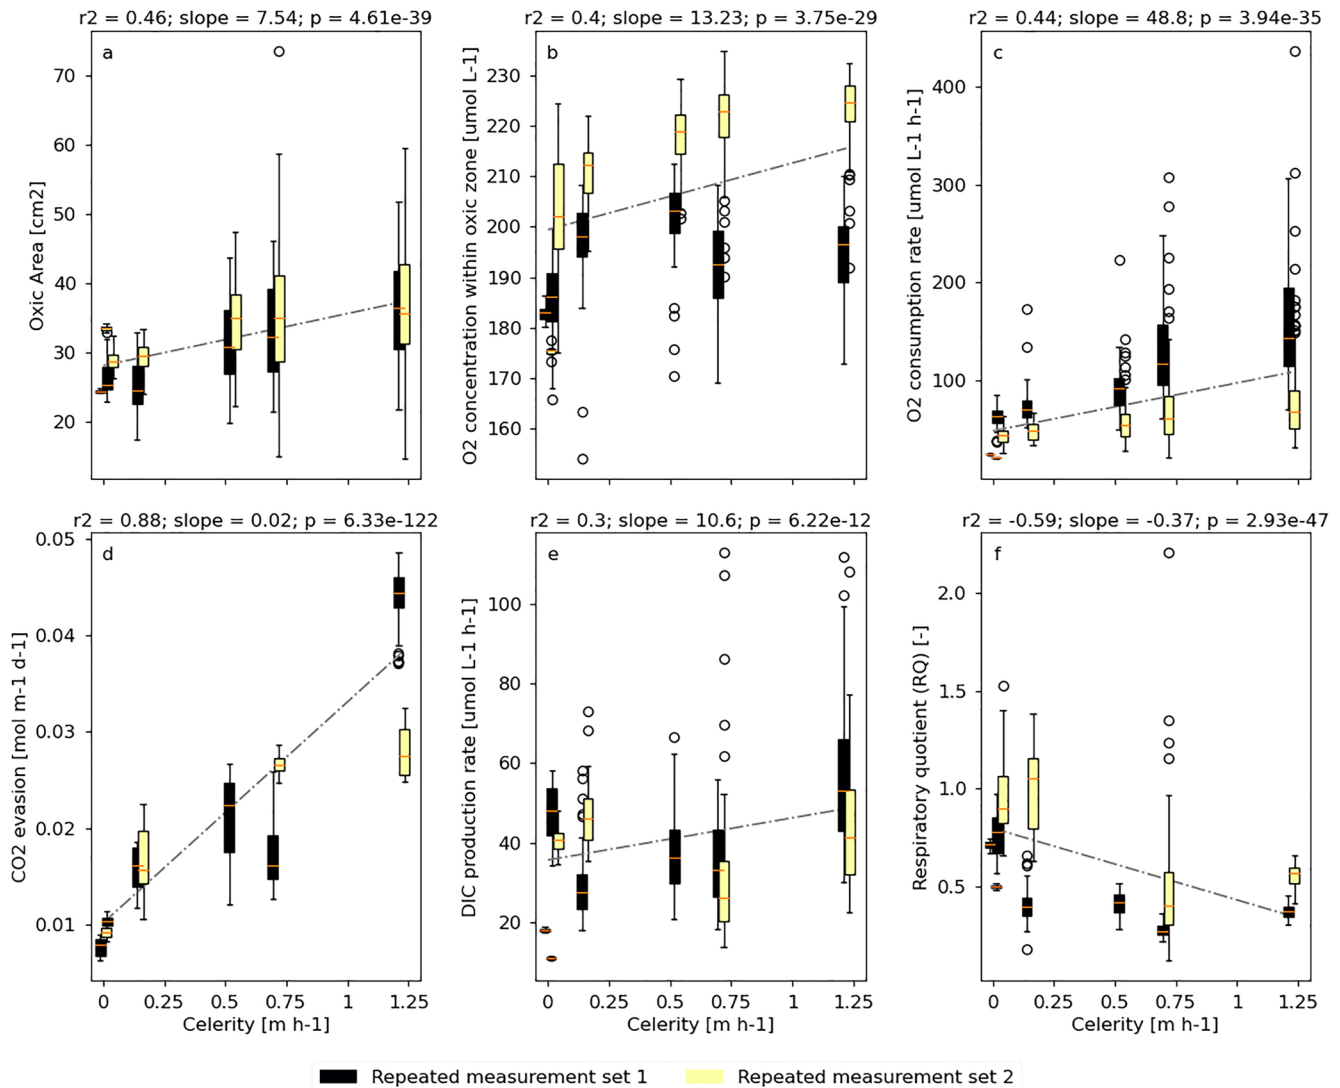 r2 = 0.46; slope = 7.54; p = 4.61e-39
r2 = 0.4; slope = 13.23; p = 3.75e-29
r2 = 0.44; slope = 48.8; p = 3.94e-35
a
b
c
Oxic Area [cm2]
70
60
50
40
30
20
O2 concentration within oxic zone [umol L-1]
230
220
210
200
190
180
170
160
O2 consumption rate [umol L-1 h-1]
400
300
200
100
r2 = 0.88; slope = 0.02; p = 6.33e-122
r2 = 0.3; slope = 10.6; p = 6.22e-12
r2 = -0.59; slope = -0.37; p = 2.93e-47
d
e
f
CO2 evasion [mol m-1 d-1]
0.05
0.04
0.03
0.02
0.01
DIC production rate [umol L-1 h-1]
100
80
60
40
20
Respiratory quotient (RQ) [-]
2.0
1.5
1.0
0.5
0 0.25 0.5 0.75 1 1.25
0 0.25 0.5 0.75 1 1.25
0 0.25 0.5 0.75 1 1.25
Celerity [m h-1]
Celerity [m h-1]
Celerity [m h-1]
Repeated measurement set 1
Repeated measurement set 2